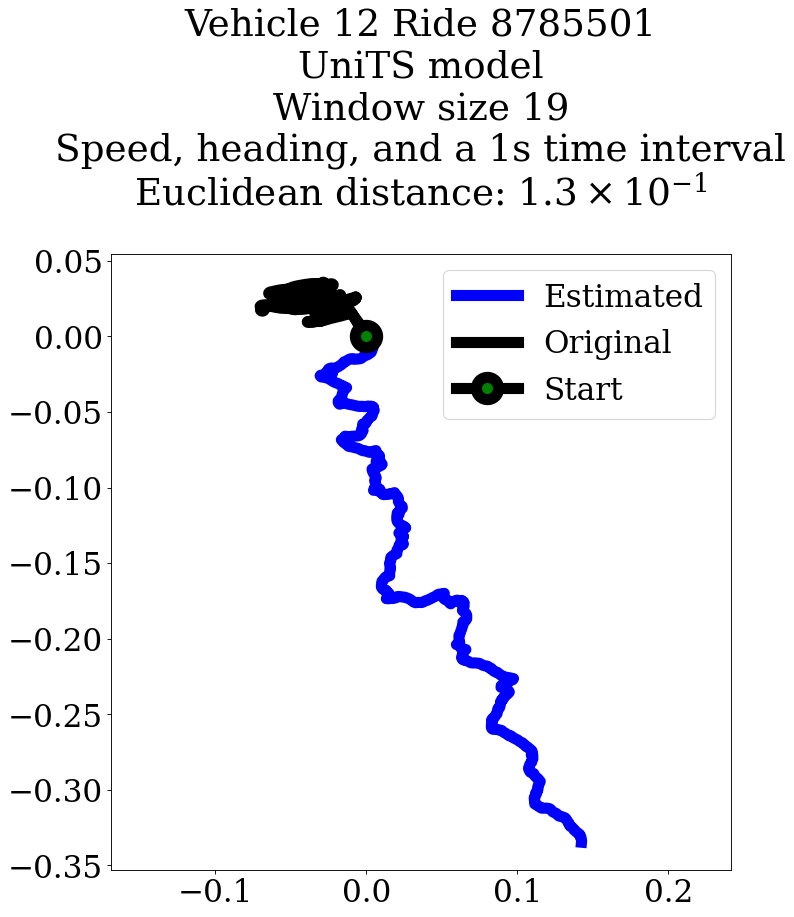 Vehicle 12 Ride 8785501
UniTS model
Window size 19
Speed, heading, and a 1s time interval
Euclidean distance: 1.3 × 10⁻¹
Estimated
Original
Start
0.05
0.00
−0.05
−0.10
−0.15
−0.20
−0.25
−0.30
−0.35
−0.1
0.0
0.1
0.2